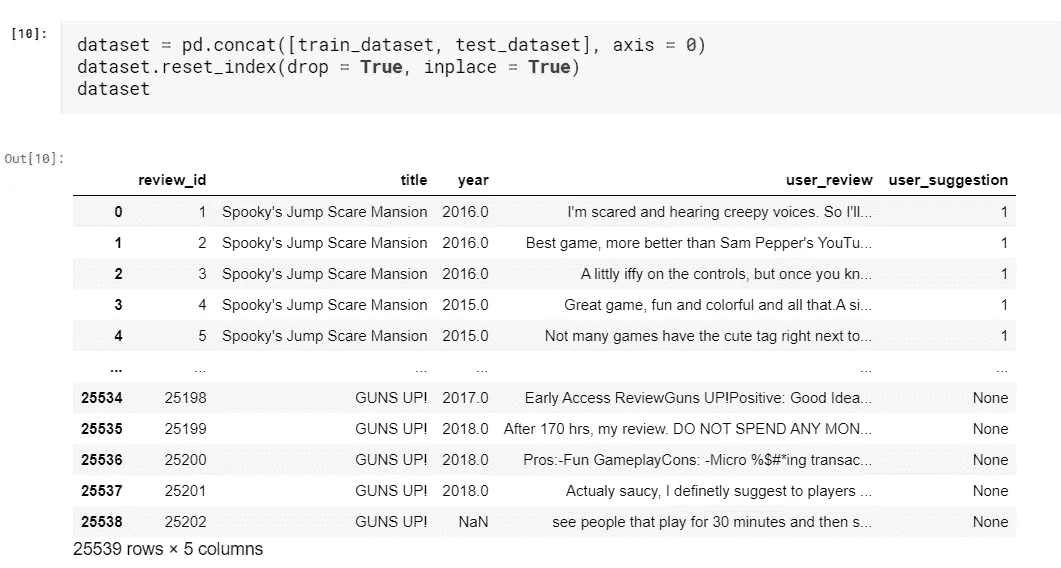 [10]:
dataset = pd.concat([train_dataset, test_dataset], axis = 0)
dataset.reset_index(drop = True, inplace = True)
dataset
Out[10]:
review_id title year user_review user_suggestion
0 1 Spooky's Jump Scare Mansion 2016.0 I'm scared and hearing creepy voices. So I'll... 1
1 2 Spooky's Jump Scare Mansion 2016.0 Best game, more better than Sam Pepper's YouTu... 1
2 3 Spooky's Jump Scare Mansion 2016.0 A littly iffy on the controls, but once you kn... 1
3 4 Spooky's Jump Scare Mansion 2015.0 Great game, fun and colorful and all that.A si... 1
4 5 Spooky's Jump Scare Mansion 2015.0 Not many games have the cute tag right next to... 1
... ... ... ... ... ...
25534 25198 GUNS UP! 2017.0 Early Access ReviewGuns UP!Positive: Good Idea... None
25535 25199 GUNS UP! 2018.0 After 170 hrs, my review. DO NOT SPEND ANY MON... None
25536 25200 GUNS UP! 2018.0 Pros:-Fun GameplayCons: -Micro %$#*ing transac... None
25537 25201 GUNS UP! 2018.0 Actualy saucy, I definetly suggest to players ... None
25538 25202 GUNS UP! NaN see people that play for 30 minutes and then s... None
25539 rows × 5 columns